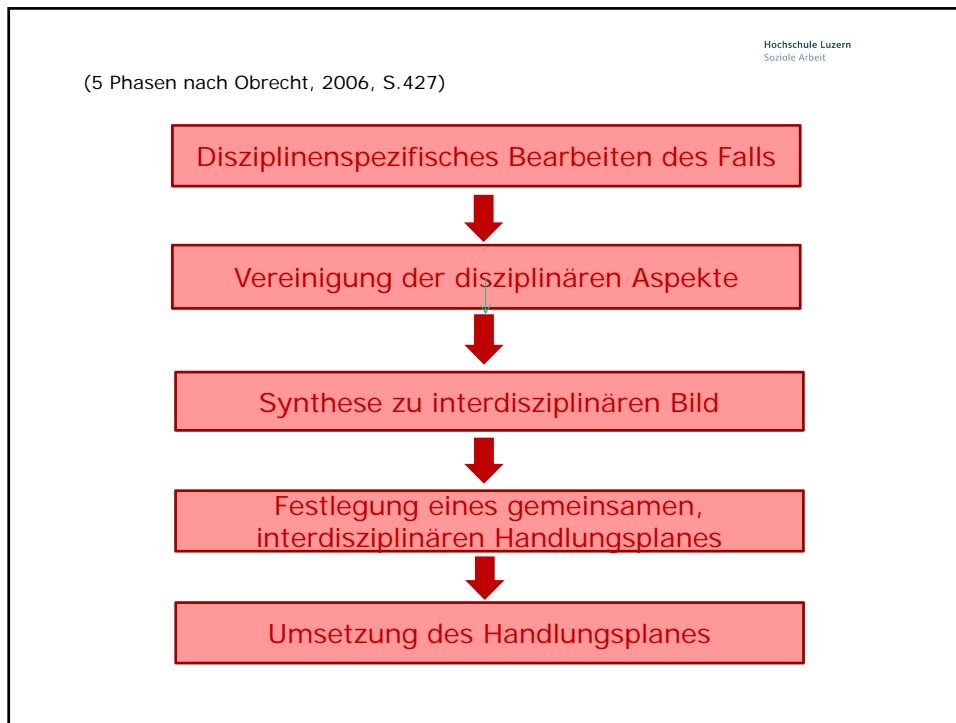 Hochschule Luzern
Soziale Arbeit
(5 Phasen nach Obrecht, 2006, S.427)
Disziplinenspezifisches Bearbeiten des Falls
Vereinigung der disziplinären Aspekte
Synthese zu interdisziplinären Bild
Festlegung eines gemeinsamen,
interdisziplinären Handlungsplanes
Umsetzung des Handlungsplanes